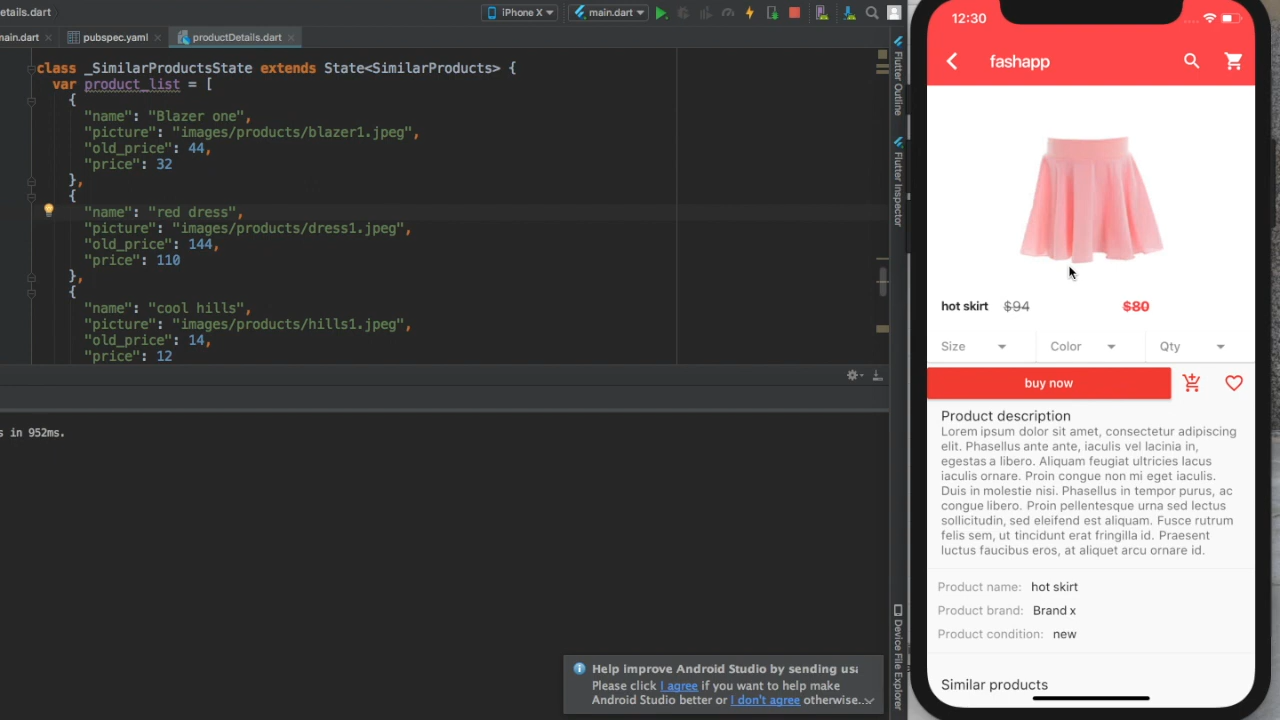 etails.dart
iPhone X
main.dart
main.dart
pubspec.yaml
productDetails.dart
class _SimilarProductsState extends State<SimilarProducts> {
var product_list = [
{
"name": "Blazer one",
"picture": "images/products/blazer1.jpeg",
"old_price": 44,
"price": 32
},
{
"name": "red dress",
"picture": "images/products/dress1.jpeg",
"old_price": 144,
"price": 110
},
{
"name": "cool hills",
"picture": "images/products/hills1.jpeg",
"old_price": 14,
"price": 12
s in 952ms.
Help improve Android Studio by sending usa
Please click I agree if you want to help make
Android Studio better or I don't agree otherwise...
Flutter Outline
Flutter Inspector
Device File Explorer
12:30
fashapp
hot skirt $94 $80
Size Color Qty
buy now
Product description
Lorem ipsum dolor sit amet, consectetur adipiscing
elit. Phasellus ante ante, iaculis vel lacinia in,
egestas a libero. Aliquam feugiat ultricies lacus
iaculis ornare. Proin congue non mi eget iaculis.
Duis in molestie nisi. Phasellus in tempor purus, ac
congue libero. Proin pellentesque urna sed lectus
sollicitudin, sed eleifend est aliquam. Fusce rutrum
felis sem, ut tincidunt erat fringilla id. Praesent
luctus faucibus eros, at aliquet arcu ornare id.
Product name: hot skirt
Product brand: Brand x
Product condition: new
Similar products